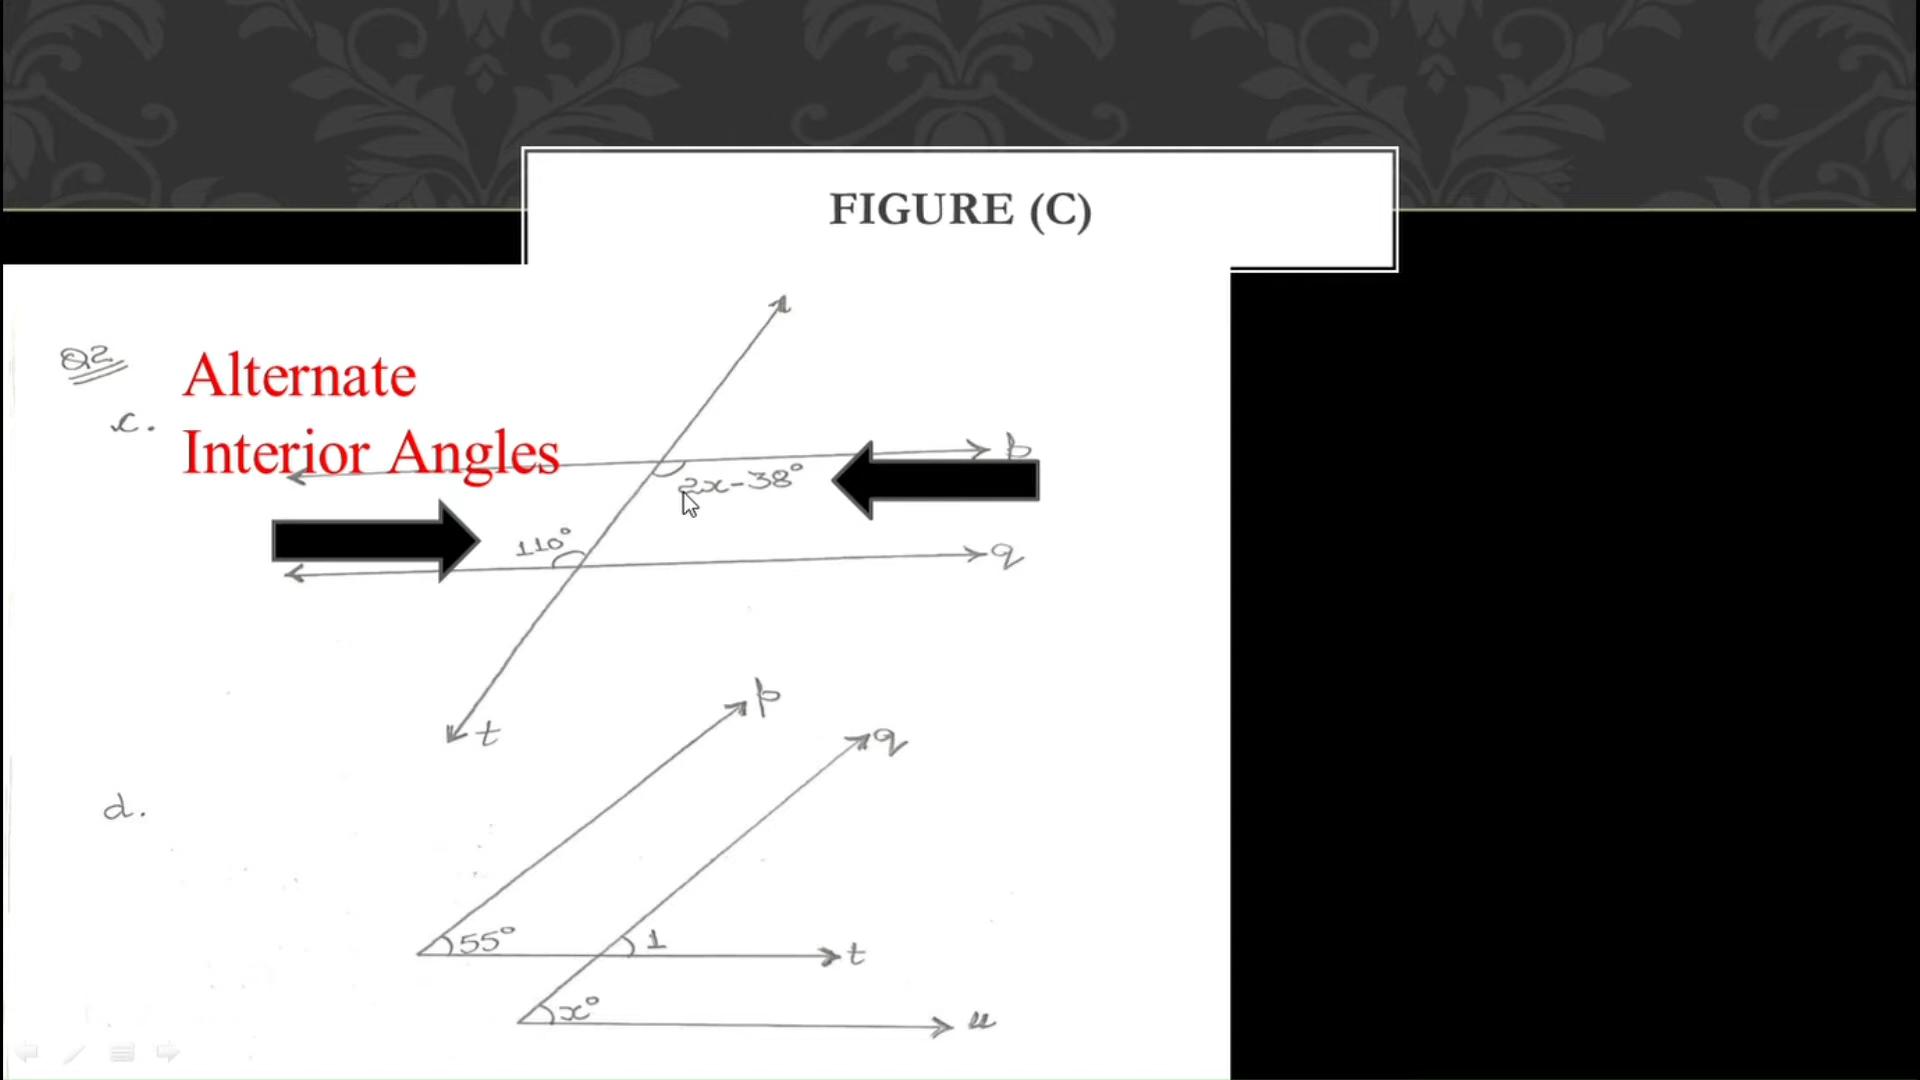 FIGURE (C)
Q2
Alternate
c.
Interior Angles
p
2x-38°
110°
q
t
p
q
d.
55°
1
t
x°
u